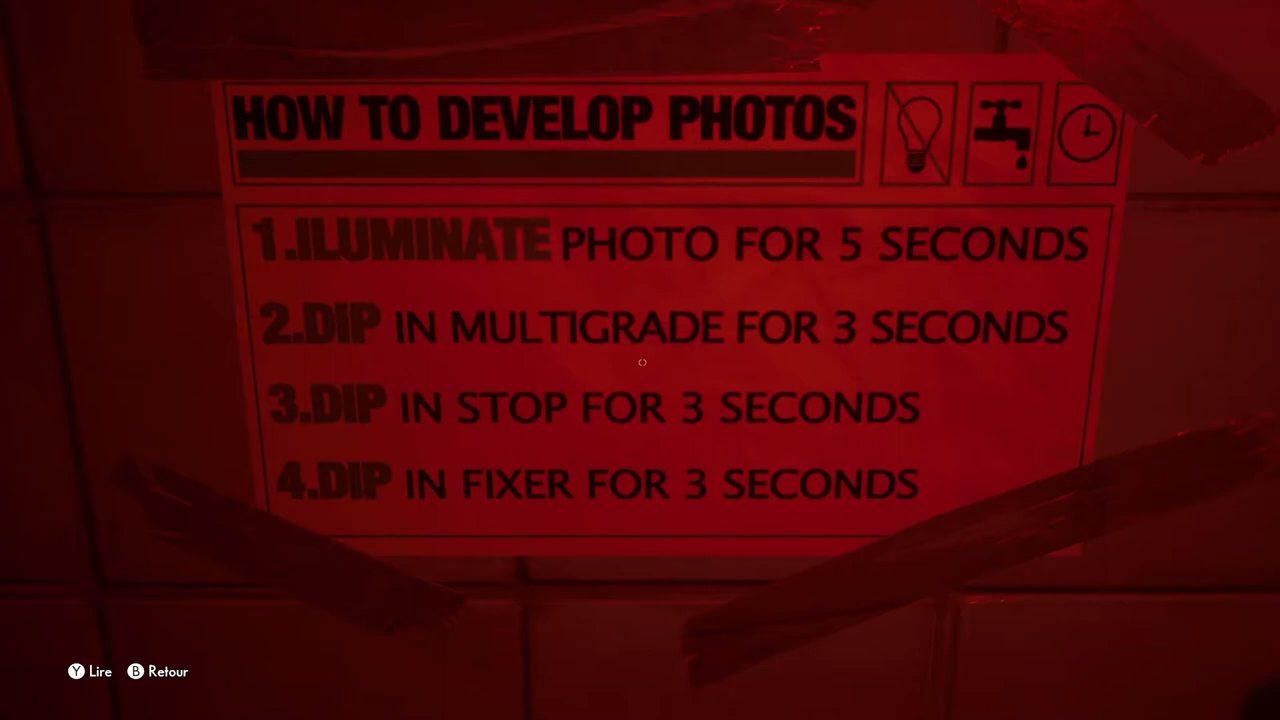 HOW TO DEVELOP PHOTOS
1.ILUMINATE PHOTO FOR 5 SECONDS
2.DIP IN MULTIGRADE FOR 3 SECONDS
3.DIP IN STOP FOR 3 SECONDS
4.DIP IN FIXER FOR 3 SECONDS
Y Lire B Retour